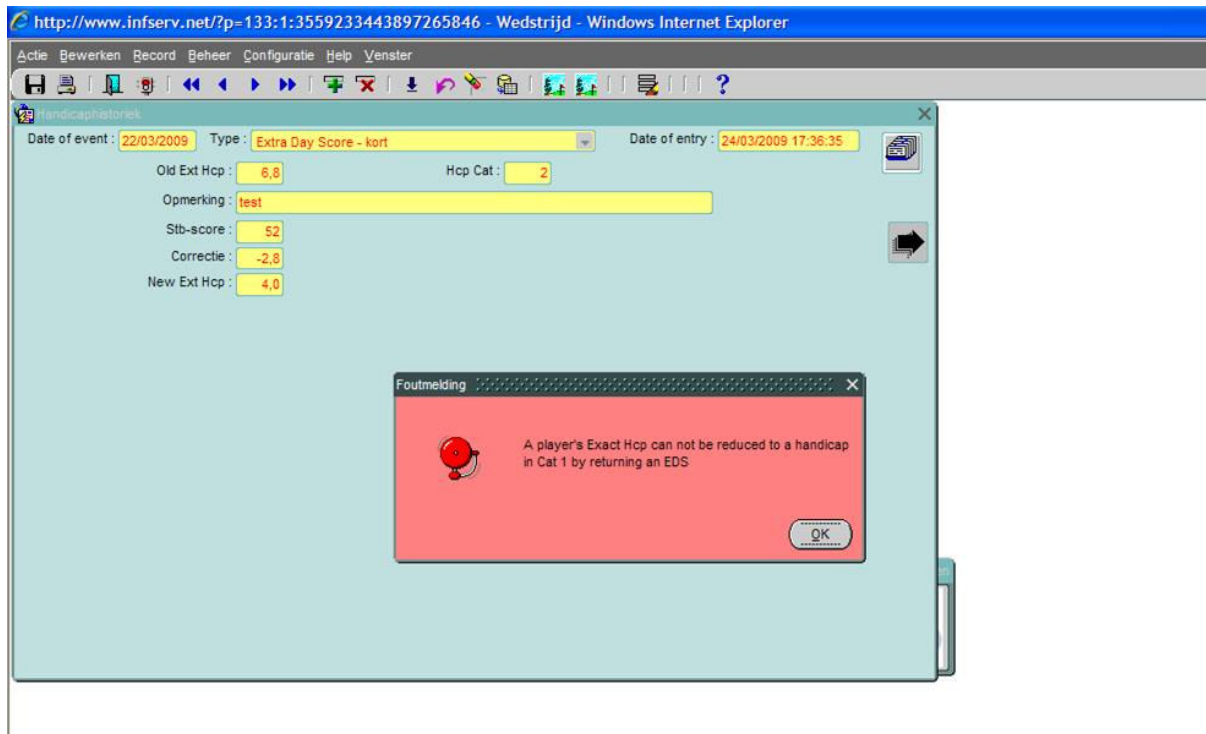 http://www.infserv.net/?p=133:1:3559233443897265846 - Wedstrijd - Windows Internet Explorer
Actie Bewerken Record Beheer Configuratie Help Venster
Handicaphistoriek
Date of event : 22/03/2009 Type : Extra Day Score - kort Date of entry : 24/03/2009 17:36:35
Old Ext Hcp : 6,8 Hcp Cat : 2
Opmerking : test
Stb-score : 52
Correctie : -2,8
New Ext Hcp : 4,0
Foutmelding
A player's Exact Hcp can not be reduced to a handicap
in Cat 1 by returning an EDS
OK
en